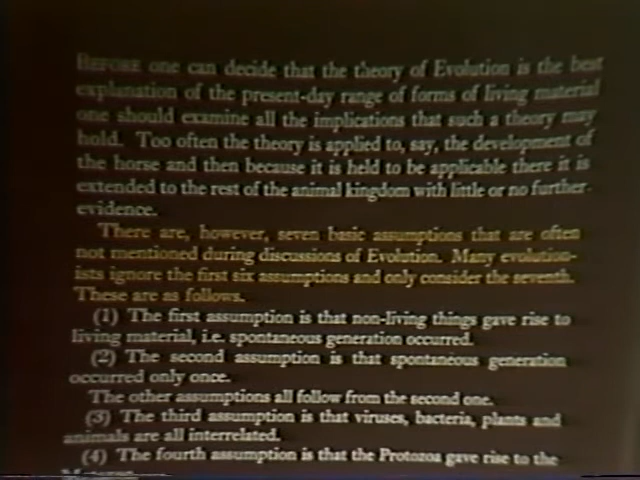 BEFORE one can decide that the theory of Evolution is the best
explanation of the present-day range of forms of living material
one should examine all the implications that such a theory may
hold. Too often the theory is applied to, say, the development of
the horse and then because it is held to be applicable there it is
extended to the rest of the animal kingdom with little or no further
evidence.
There are, however, seven basic assumptions that are often
not mentioned during discussions of Evolution. Many evolution-
ists ignore the first six assumptions and only consider the seventh.
These are as follows.
(1) The first assumption is that non-living things gave rise to
living material, i.e. spontaneous generation occurred.
(2) The second assumption is that spontaneous generation
occurred only once.
The other assumptions all follow from the second one.
(3) The third assumption is that viruses, bacteria, plants and
animals are all interrelated.
(4) The fourth assumption is that the Protozoa gave rise to the